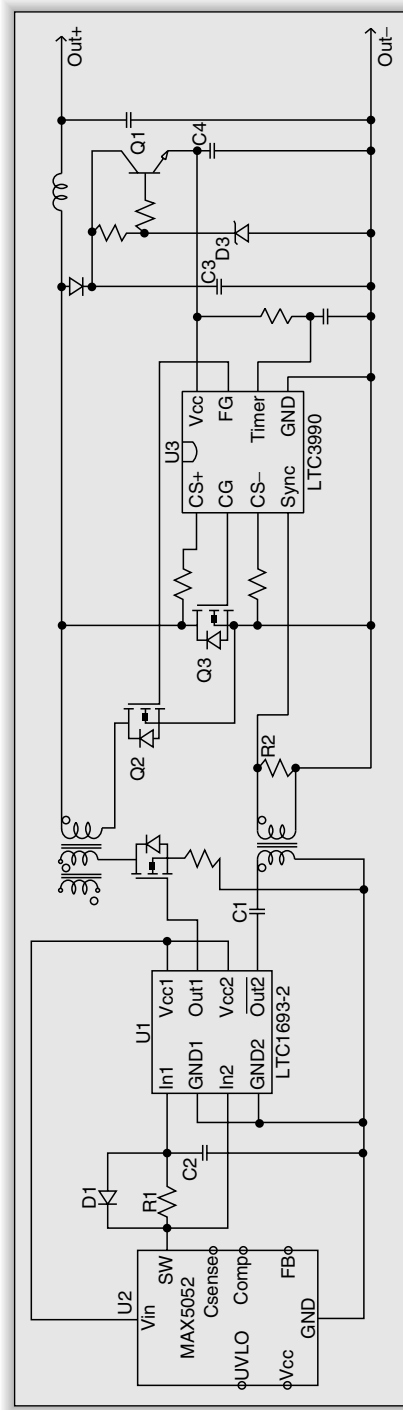 U2
Vin
MAX5052
SW
Csense
UVLO
Comp
Vcc
FB
GND
D1
R1
C2
U1
In1
Vcc1
GND1
Out1
In2
Vcc2
GND2
Out2
LTC1693-2
C1
R2
Q2
Q3
U3
CS+
Vcc
CG
FG
CS–
Timer
Sync
GND
LTC3990
C3
D3
Q1
C4
Out+
Out–